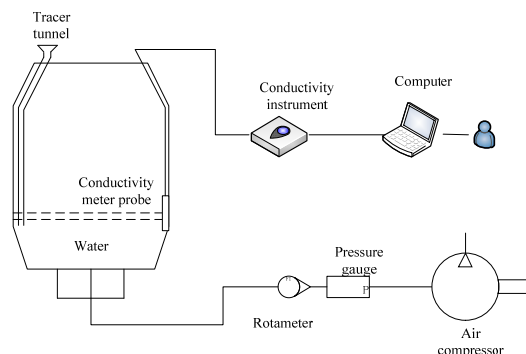 Tracer
tunnel
Conductivity
instrument
Computer
Conductivity
meter probe
Water
Pressure
gauge
P
Rotameter
Air
compressor